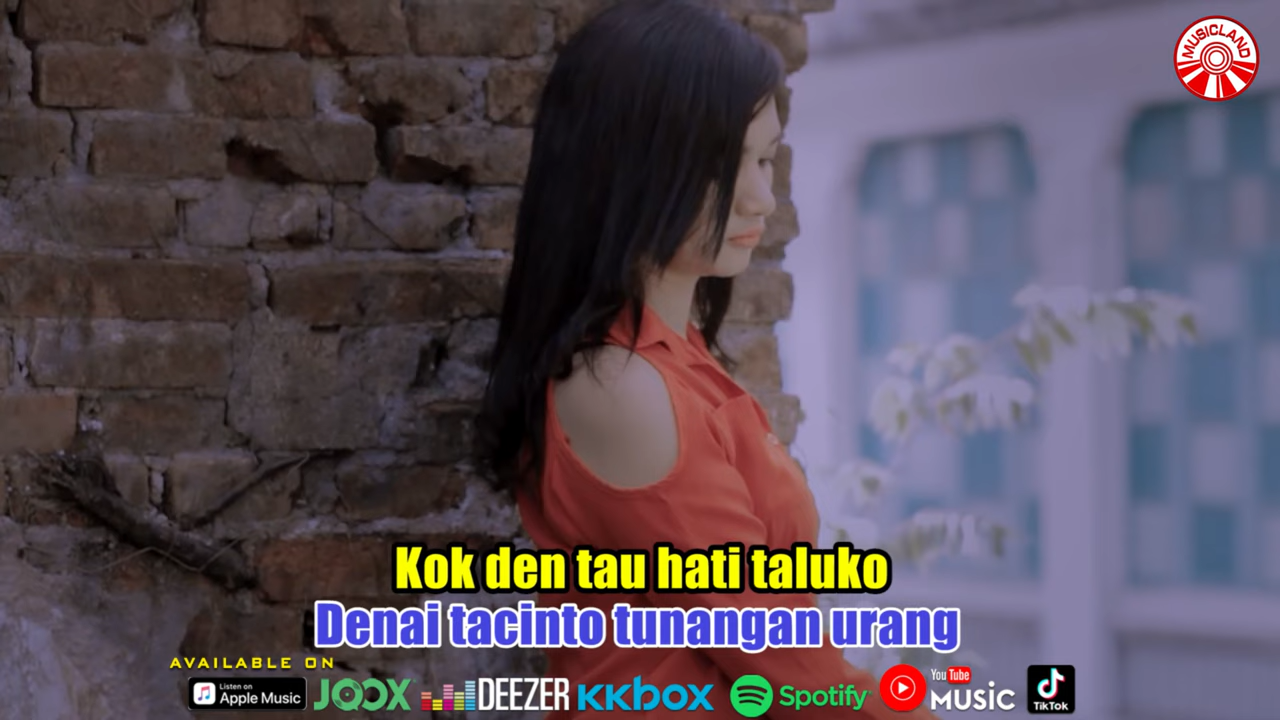 MUSICLAND
Kok den tau hati taluko
Denai tacinto tunangan urang
AVAILABLE ON
Listen on Apple Music JOOX DEEZER KKBOX Spotify YouTube MUSIC TikTok